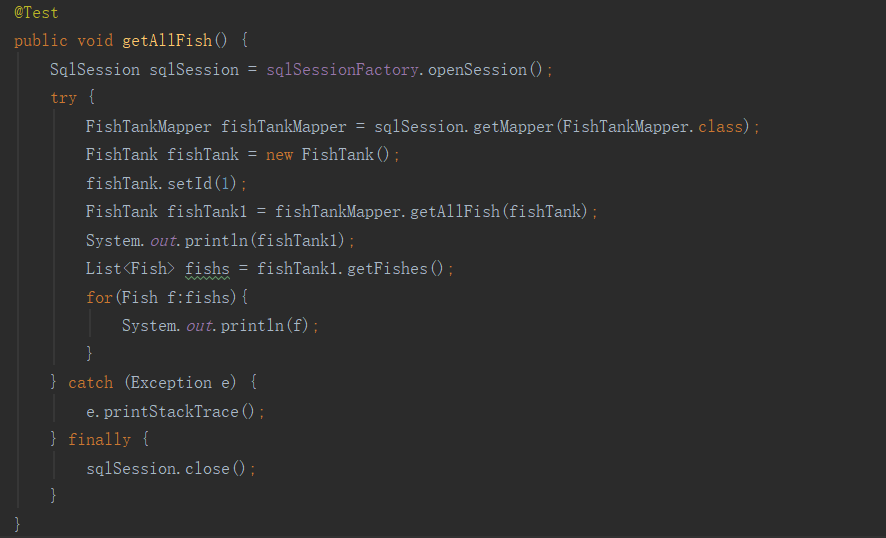 @Test
public void getAllFish() {
    SqlSession sqlSession = sqlSessionFactory.openSession();
    try {
        FishTankMapper fishTankMapper = sqlSession.getMapper(FishTankMapper.class);
        FishTank fishTank = new FishTank();
        fishTank.setId(1);
        FishTank fishTank1 = fishTankMapper.getAllFish(fishTank);
        System.out.println(fishTank1);
        List<Fish> fishs = fishTank1.getFishes();
        for(Fish f:fishs){
            System.out.println(f);
        }
    } catch (Exception e) {
        e.printStackTrace();
    } finally {
        sqlSession.close();
    }
}